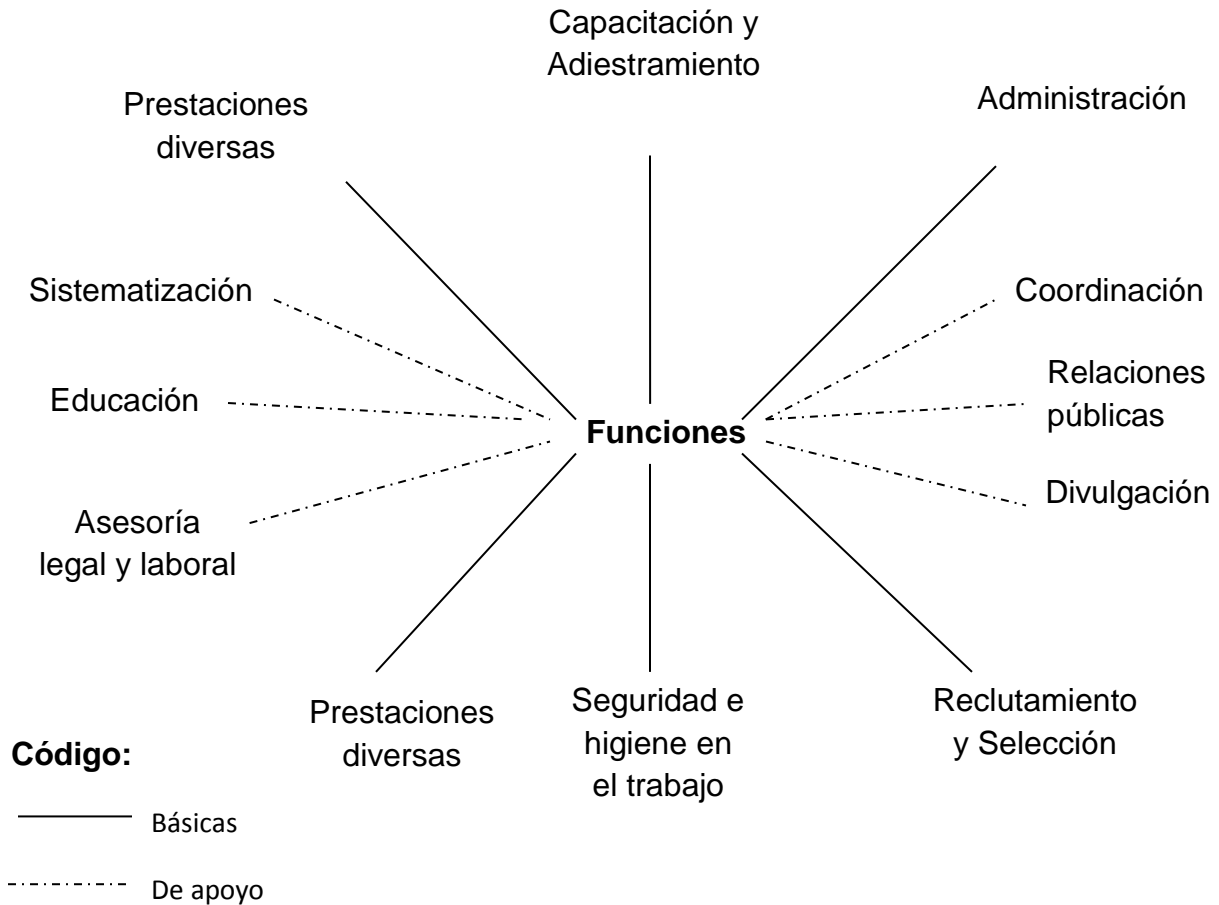 Capacitación y
Adiestramiento
Prestaciones
diversas
Administración
Sistematización
Coordinación
Educación
Relaciones
públicas
Funciones
Asesoría
legal y laboral
Divulgación
Prestaciones
diversas
Seguridad e
higiene en
el trabajo
Reclutamiento
y Selección
Código:
Básicas
De apoyo